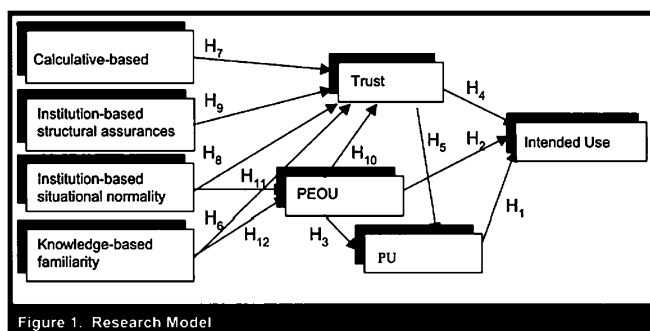 Calculative-based
H7
Trust
Institution-based
structural assurances
H9
H4
Intended Use
Institution-based
situational normality
H8
H10
H5
H2
H11
PEOU
Knowledge-based
familiarity
H6
H12
H3
PU
H1
Figure 1. Research Model